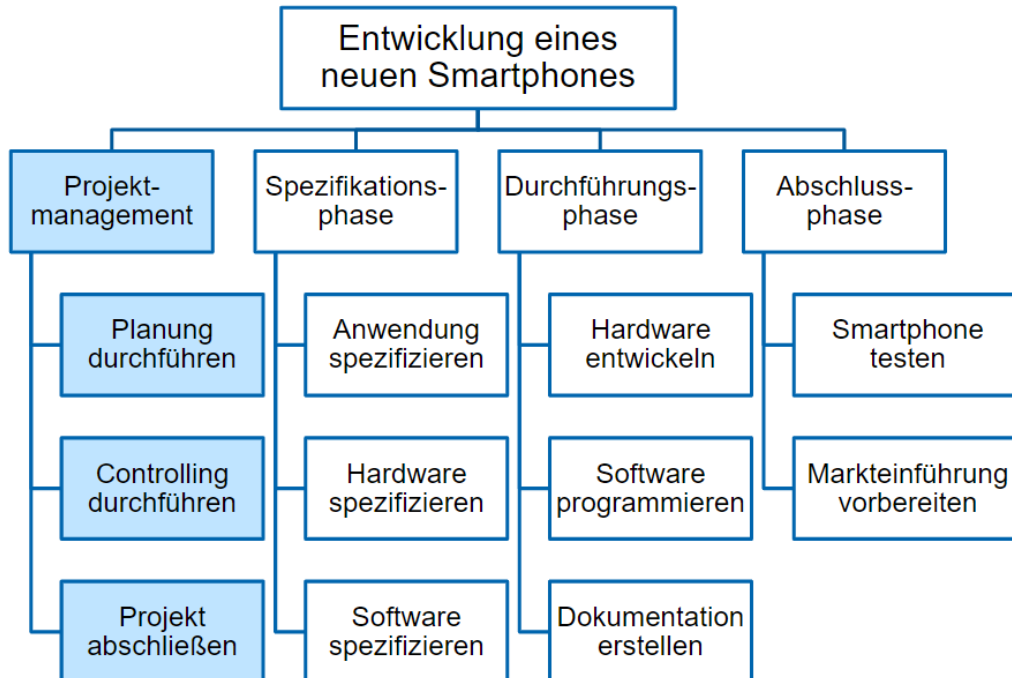 Entwicklung eines
neuen Smartphones
Projekt-
management
Spezifikations-
phase
Durchführungs-
phase
Abschluss-
phase
Planung
durchführen
Anwendung
spezifizieren
Hardware
entwickeln
Smartphone
testen
Controlling
durchführen
Hardware
spezifizieren
Software
programmieren
Markteinführung
vorbereiten
Projekt
abschließen
Software
spezifizieren
Dokumentation
erstellen